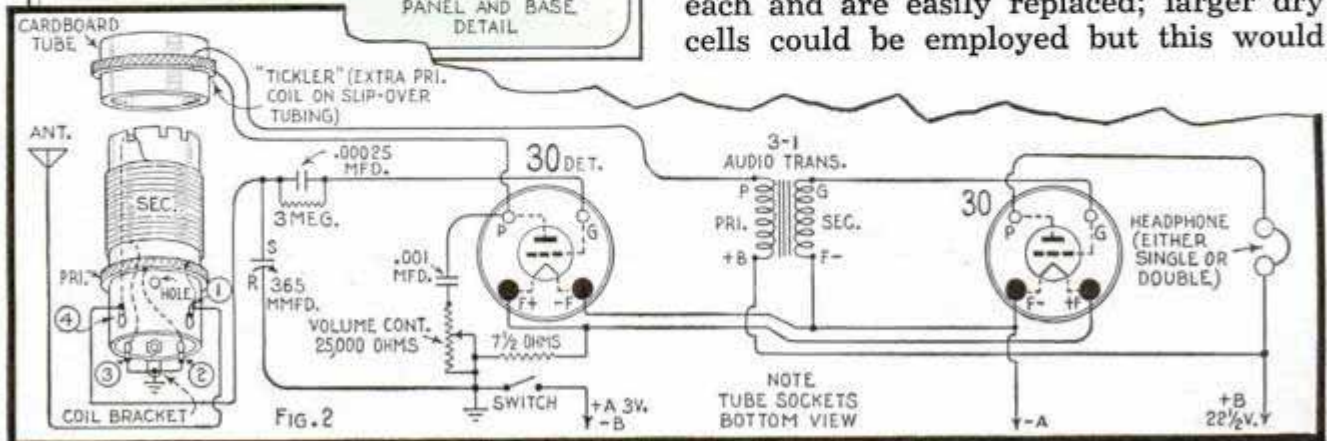 PANEL AND BASE
DETAIL
each and are easily replaced; larger dry
cells could be employed but this would
CARDBOARD
TUBE
"TICKLER" (EXTRA PRI.
COIL ON SLIP-OVER
TUBING)
ANT.
SEC.
PRI.
HOLE
1
4
3
2
COIL BRACKET
FIG.2
.00025
MFD.
3 MEG.
S
R
365
MMFD.
30 DET.
P
G
F+
-F
.001
MFD.
VOLUME CONT.
25,000 OHMS
7½ OHMS
SWITCH
+A 3V.
-B
3-1
AUDIO TRANS.
P
G
PRI.
SEC.
+B
F-
NOTE
TUBE SOCKETS
BOTTOM VIEW
30
P
G
F-
+F
HEADPHONE
(EITHER
SINGLE OR
DOUBLE)
-A
+B
22½V.